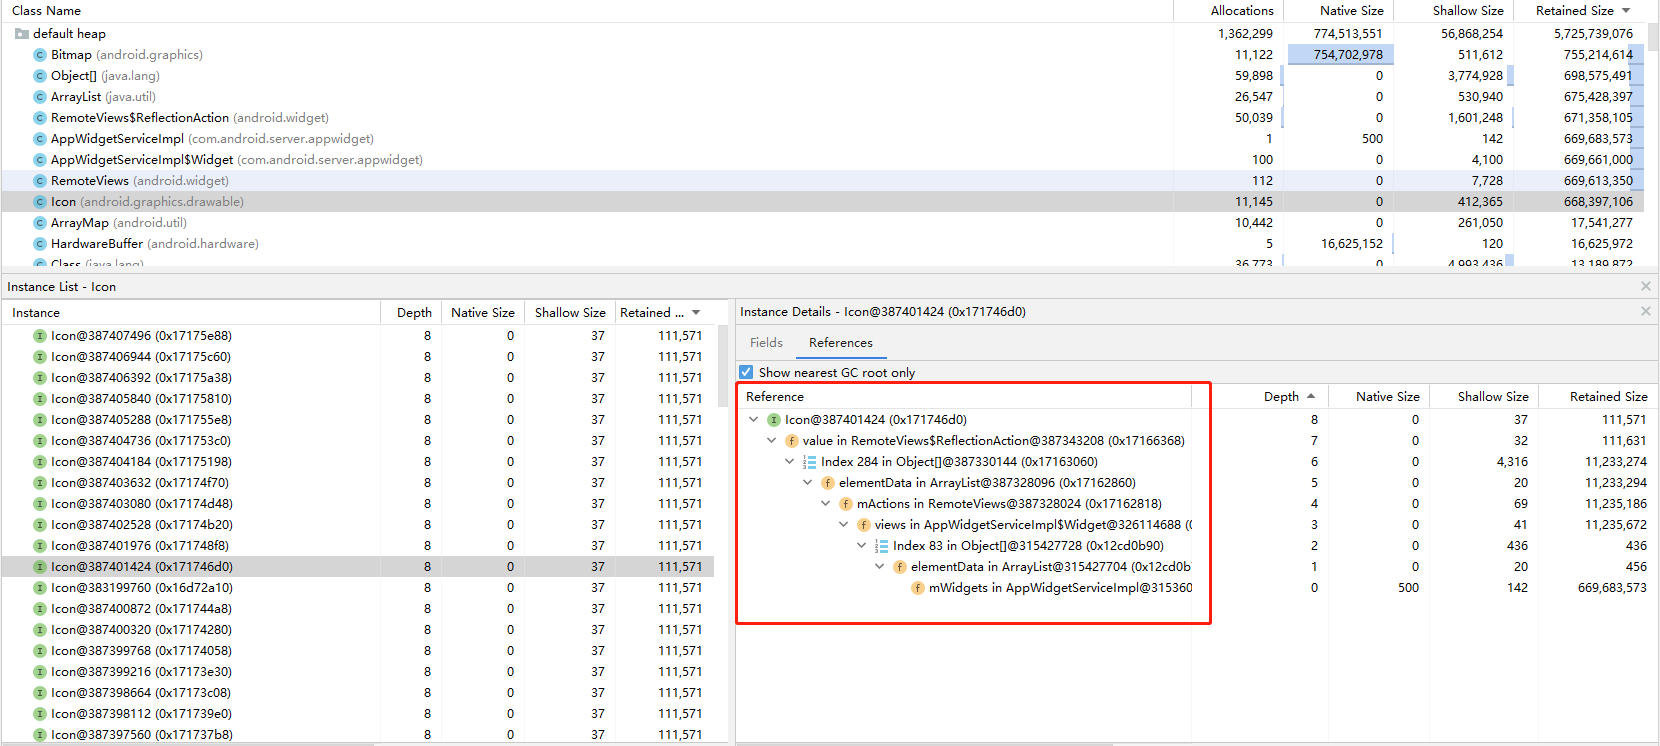 Class Name Allocations Native Size Shallow Size Retained Size
default heap 1,362,299 774,513,551 56,868,254 5,725,739,076
Bitmap (android.graphics) 11,122 754,702,978 511,612 755,214,614
Object[] (java.lang) 59,898 0 3,774,928 698,575,491
ArrayList (java.util) 26,547 0 530,940 675,428,397
RemoteViews$ReflectionAction (android.widget) 50,039 0 1,601,248 671,358,105
AppWidgetServiceImpl (com.android.server.appwidget) 1 500 142 669,683,573
AppWidgetServiceImpl$Widget (com.android.server.appwidget) 100 0 4,100 669,661,000
RemoteViews (android.widget) 112 0 7,728 669,613,350
Icon (android.graphics.drawable) 11,145 0 412,365 668,397,106
ArrayMap (android.util) 10,442 0 261,050 17,541,277
HardwareBuffer (android.hardware) 5 16,625,152 120 16,625,972
Class (java.lang) 36,773 0 4,993,436 13,189,872
Instance List - Icon
Instance Depth Native Size Shallow Size Retained ...
Icon@387407496 (0x17175e88) 8 0 37 111,571
Icon@387406944 (0x17175c60) 8 0 37 111,571
Icon@387406392 (0x17175a38) 8 0 37 111,571
Icon@387405840 (0x17175810) 8 0 37 111,571
Icon@387405288 (0x171755e8) 8 0 37 111,571
Icon@387404736 (0x171753c0) 8 0 37 111,571
Icon@387404184 (0x17175198) 8 0 37 111,571
Icon@387403632 (0x17174f70) 8 0 37 111,571
Icon@387403080 (0x17174d48) 8 0 37 111,571
Icon@387402528 (0x17174b20) 8 0 37 111,571
Icon@387401976 (0x171748f8) 8 0 37 111,571
Icon@387401424 (0x171746d0) 8 0 37 111,571
Icon@383199760 (0x16d72a10) 8 0 37 111,571
Icon@387400872 (0x171744a8) 8 0 37 111,571
Icon@387400320 (0x17174280) 8 0 37 111,571
Icon@387399768 (0x17174058) 8 0 37 111,571
Icon@387399216 (0x17173e30) 8 0 37 111,571
Icon@387398664 (0x17173c08) 8 0 37 111,571
Icon@387398112 (0x171739e0) 8 0 37 111,571
Icon@387397560 (0x171737b8) 8 0 37 111,571
Instance Details - Icon@387401424 (0x171746d0)
Fields References
Show nearest GC root only
Reference Depth Native Size Shallow Size Retained Size
Icon@387401424 (0x171746d0) 8 0 37 111,571
value in RemoteViews$ReflectionAction@387343208 (0x17166368) 7 0 32 111,631
Index 284 in Object[]@387330144 (0x17163060) 6 0 4,316 11,233,274
elementData in ArrayList@387328096 (0x17162860) 5 0 20 11,233,294
mActions in RemoteViews@387328024 (0x17162818) 4 0 69 11,235,186
views in AppWidgetServiceImpl$Widget@326114688 (0 3 0 41 11,235,672
Index 83 in Object[]@315427728 (0x12cd0b90) 2 0 436 436
elementData in ArrayList@315427704 (0x12cd0b 1 0 20 456
mWidgets in AppWidgetServiceImpl@315360 0 500 142 669,683,573